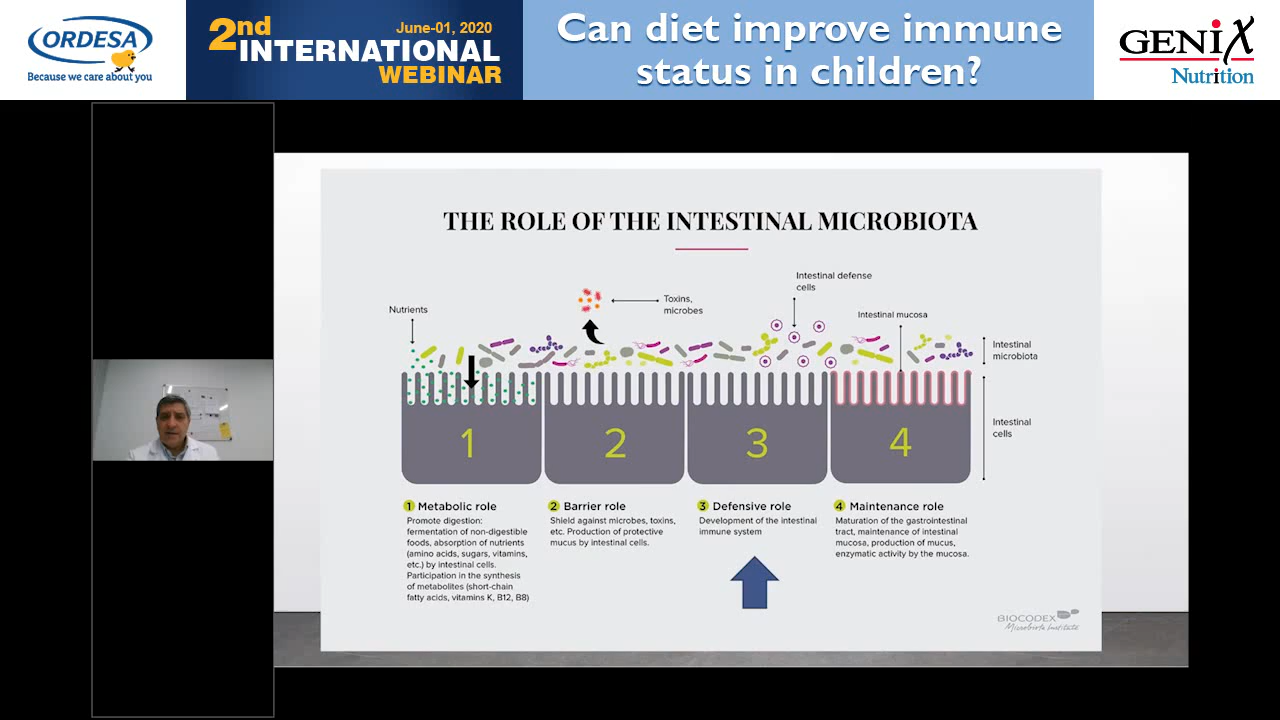 ORDESA
Because we care about you
2nd
June-01, 2020
INTERNATIONAL
WEBINAR
Can diet improve immune
status in children?
GENiX
Nutrition
THE ROLE OF THE INTESTINAL MICROBIOTA
Nutrients
Toxins,
microbes
Intestinal defense
cells
Intestinal mucosa
Intestinal
microbiota
Intestinal
cells
1
2
3
4
1 Metabolic role
Promote digestion:
fermentation of non-digestible
foods, absorption of nutrients
(amino acids, sugars, vitamins,
etc.) by intestinal cells.
Participation in the synthesis
of metabolites (short-chain
fatty acids, vitamins K, B12, B8)
2 Barrier role
Shield against microbes, toxins,
etc. Production of protective
mucus by intestinal cells.
3 Defensive role
Development of the intestinal
immune system
4 Maintenance role
Maturation of the gastrointestinal
tract, maintenance of intestinal
mucosa, production of mucus,
enzymatic activity by the mucosa.
BIOCODEX
Microbiota Institute